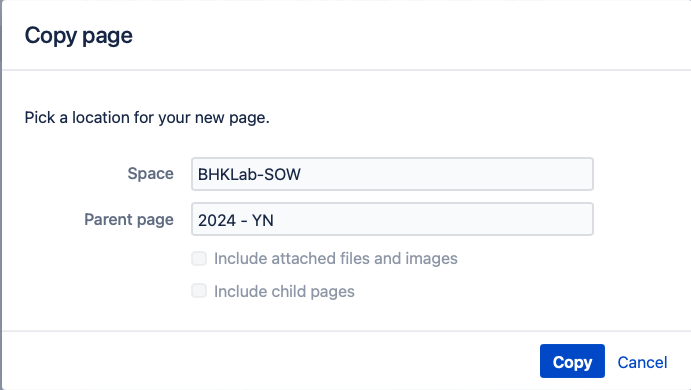 Copy page
Pick a location for your new page.
Space BHKLab-SOW
Parent page 2024 - YN
Include attached files and images
Include child pages
Copy Cancel